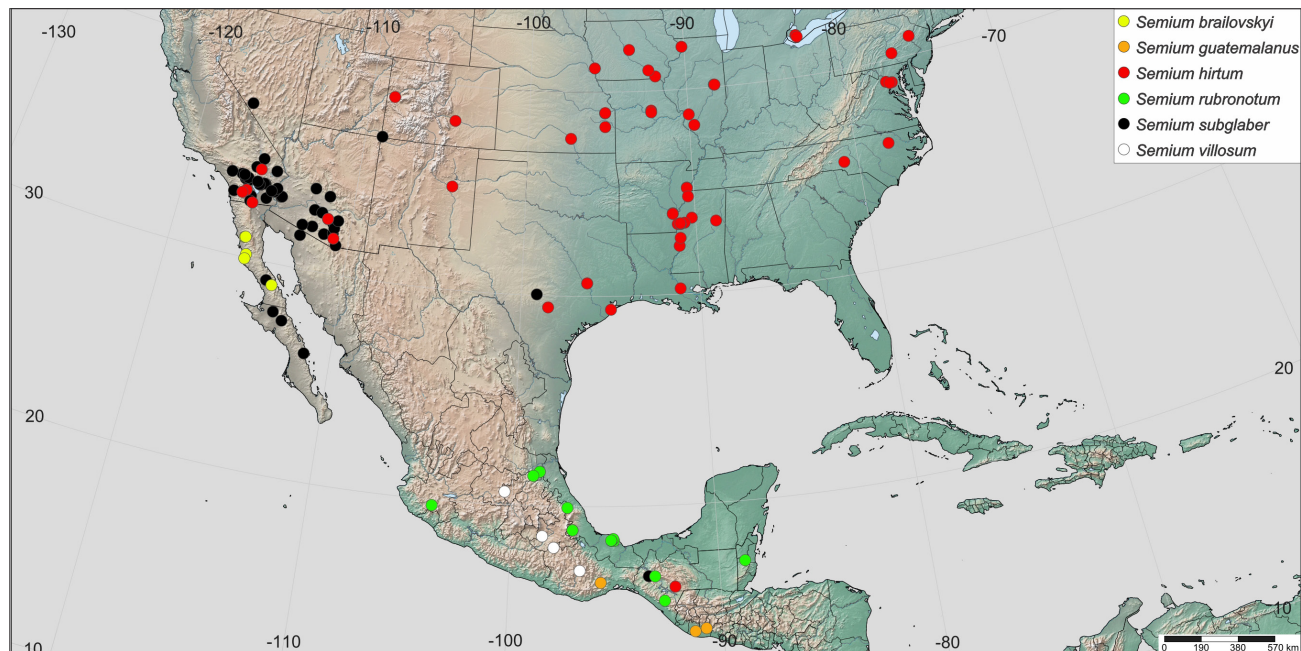 -130
-120
-110
-100
-90
-80
-70
Semium brailovskyi
Semium guatemalanus
Semium hirtum
Semium rubronotum
Semium subglaber
Semium villosum
30
20
20
10
10
-110
-100
-90
-80
0 190 380 570 km